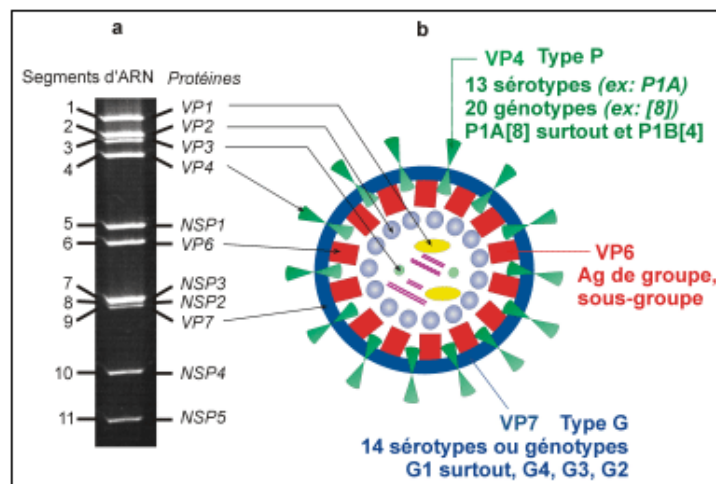 a
b
Segments d'ARN Protéines
1 VP1
2 VP2
3 VP3
4 VP4
5 NSP1
6 VP6
7 NSP3
8 NSP2
9 VP7
10 NSP4
11 NSP5
VP4 Type P
13 sérotypes (ex: P1A)
20 génotypes (ex: [8])
P1A[8] surtout et P1B[4]
VP6
Ag de groupe,
sous-groupe
VP7 Type G
14 sérotypes ou génotypes
G1 surtout, G4, G3, G2